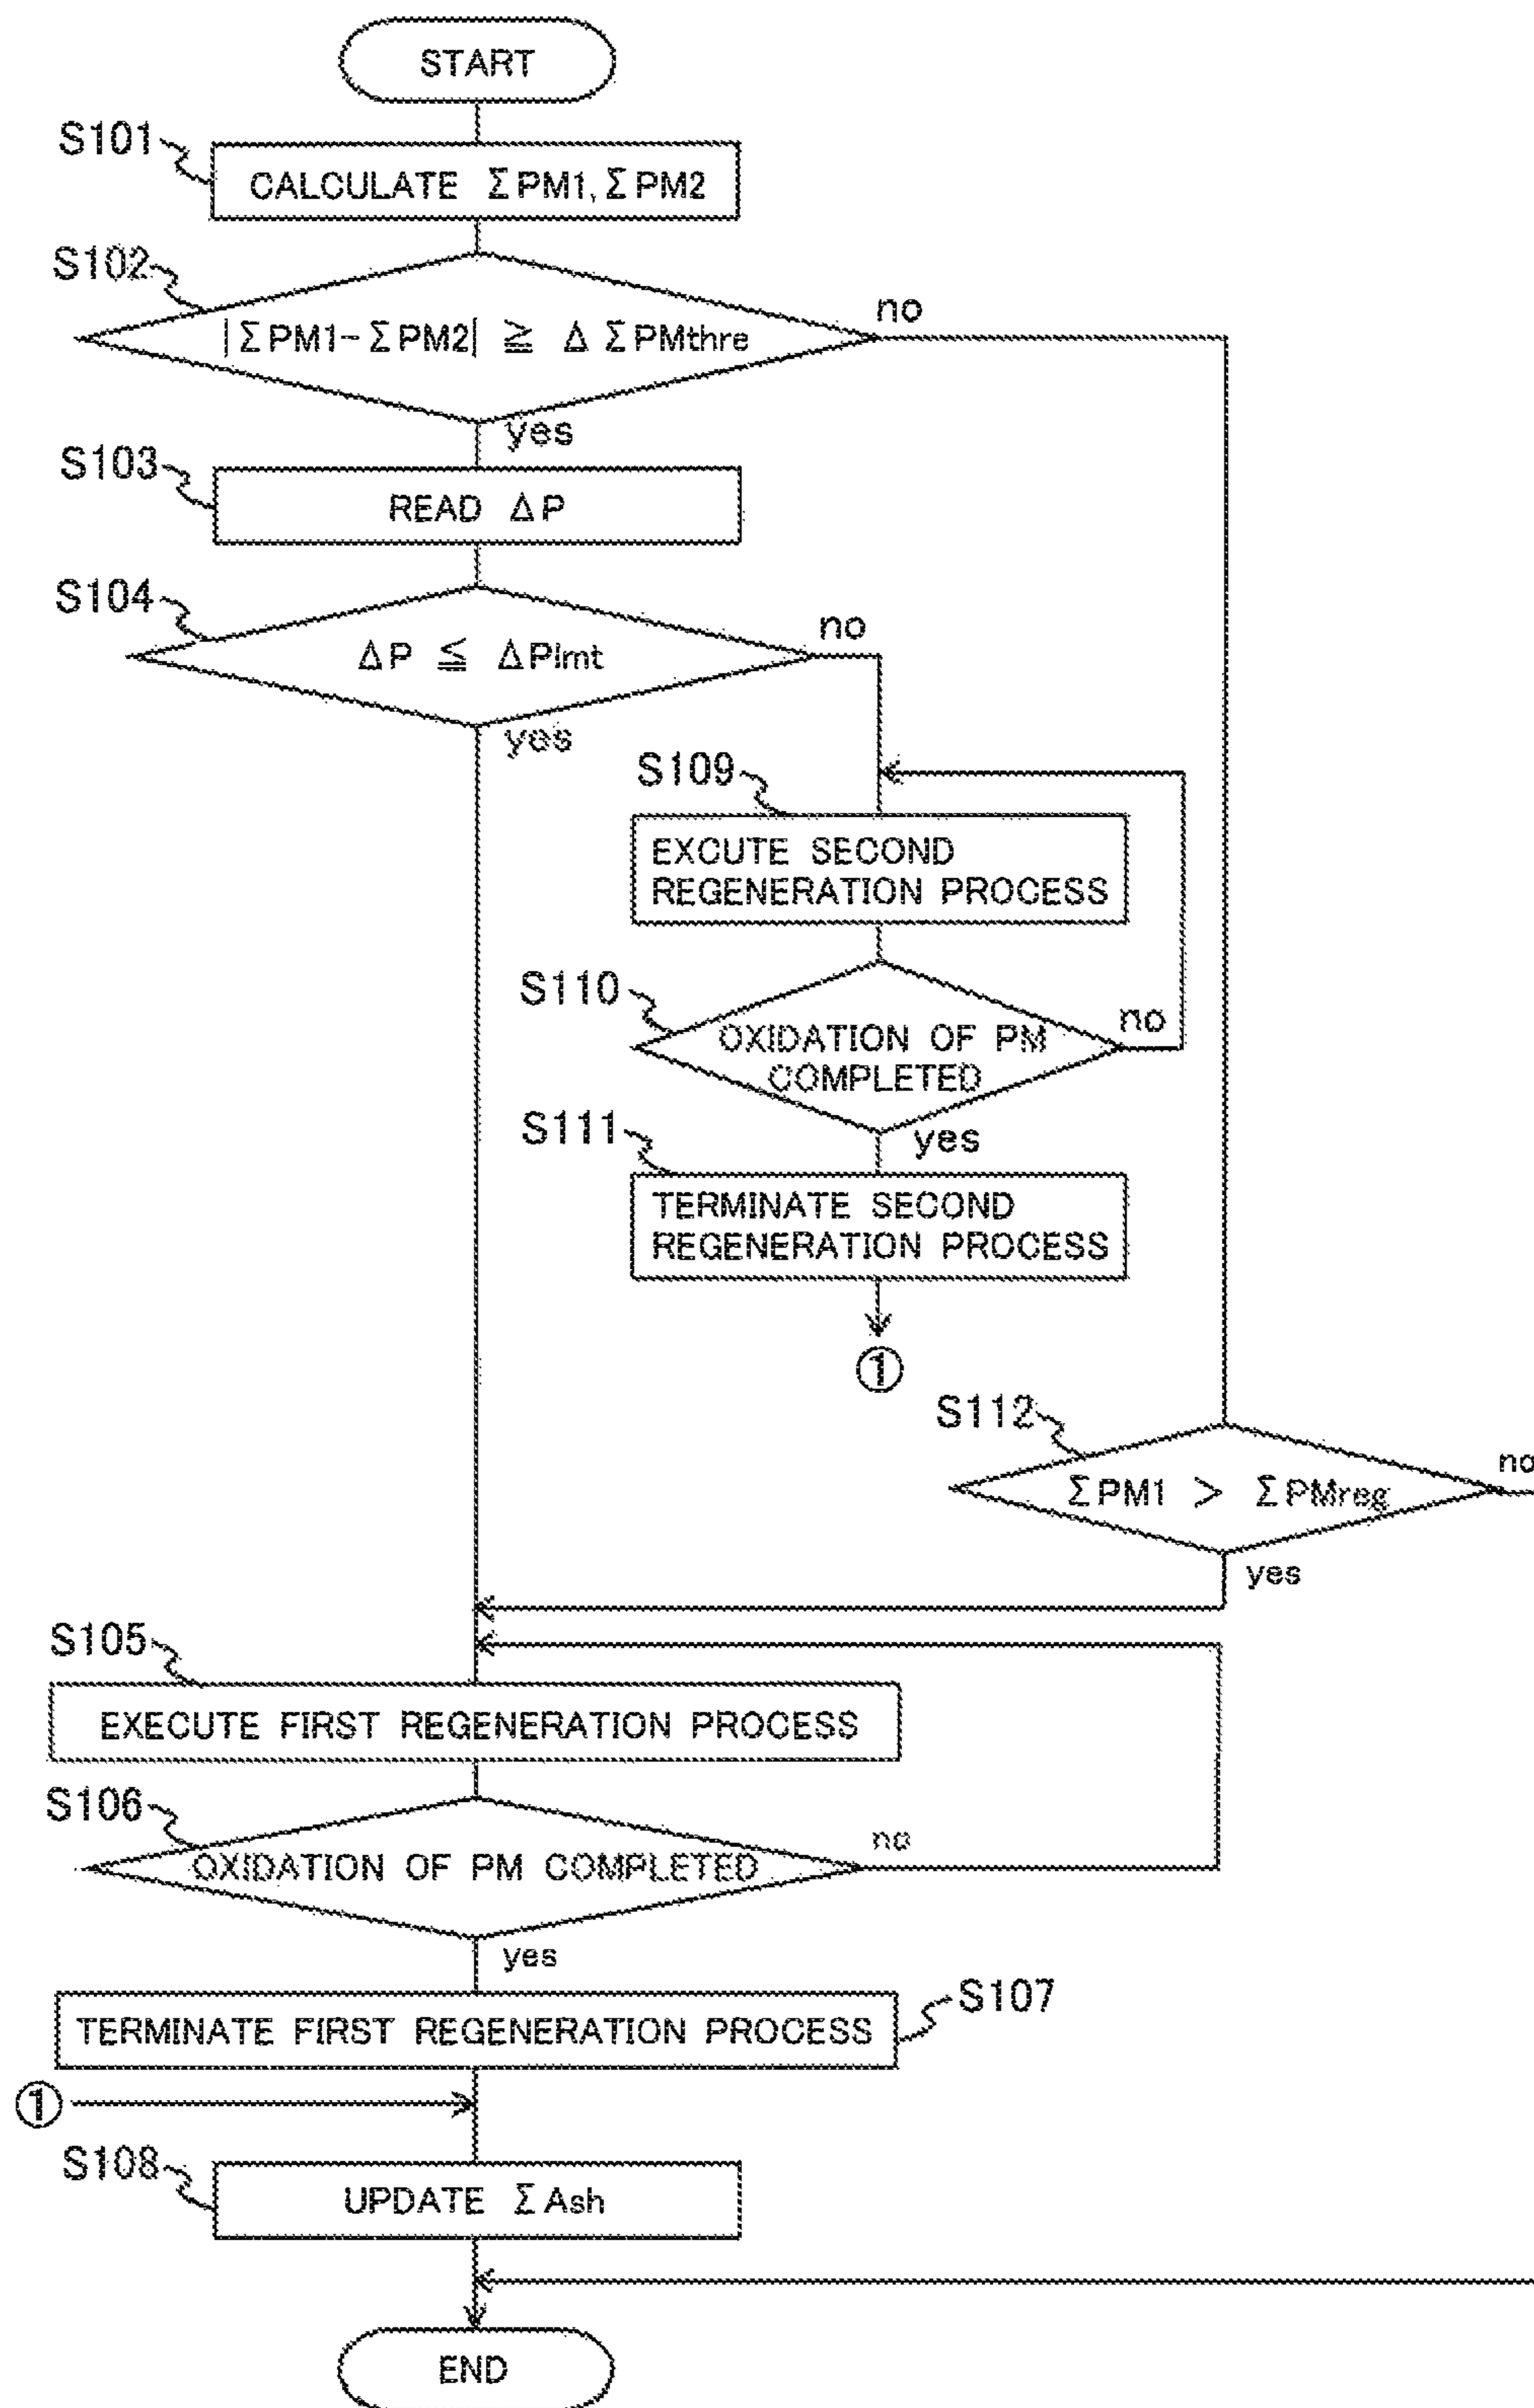 START
S101
CALCULATE ΣPM1, ΣPM2
S102
|ΣPM1-ΣPM2| ≧ ΔΣPMthre
no
yes
S103
READ ΔP
S104
ΔP ≦ ΔPlmt
no
yes
S109
EXCUTE SECOND
REGENERATION PROCESS
S110
OXIDATION OF PM
COMPLETED
no
yes
S111
TERMINATE SECOND
REGENERATION PROCESS
①
S112
ΣPM1 > ΣPMreg
no
yes
S105
EXECUTE FIRST REGENERATION PROCESS
S106
OXIDATION OF PM COMPLETED
no
yes
S107
TERMINATE FIRST REGENERATION PROCESS
①
S108
UPDATE ΣAsh
END